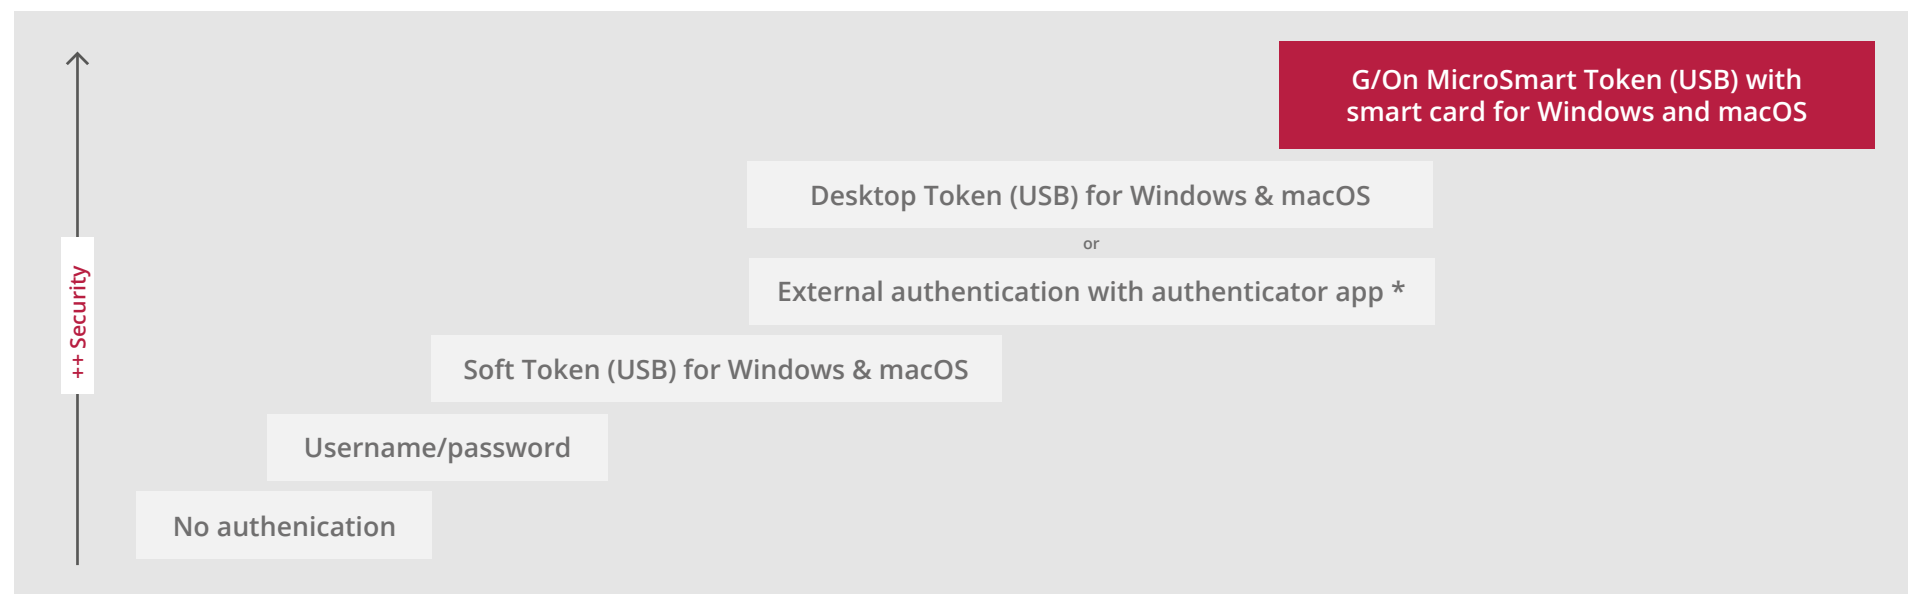 G/On MicroSmart Token (USB) with
smart card for Windows and macOS
Desktop Token (USB) for Windows & macOS
or
External authentication with authenticator app *
++ Security
Soft Token (USB) for Windows & macOS
Username/password
No authenication